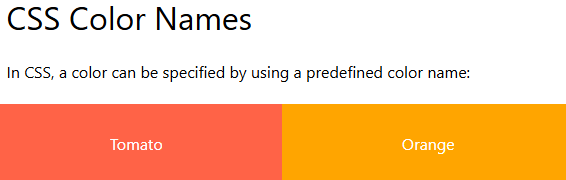 CSS Color Names
In CSS, a color can be specified by using a predefined color name:
Tomato
Orange